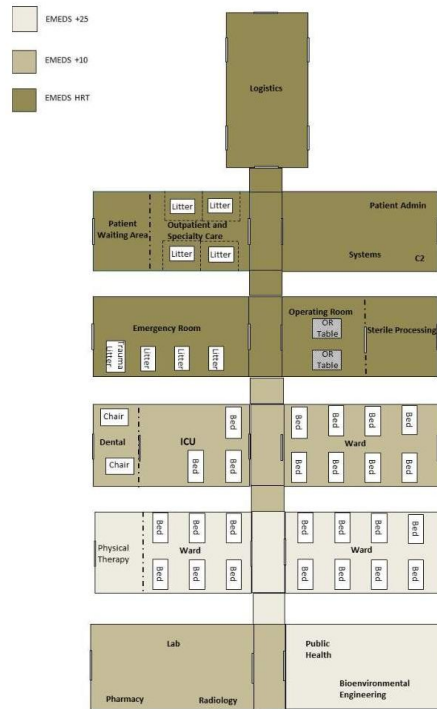 EMEDS +25
EMEDS +10
EMEDS HRT
Logistics
Patient
Waiting Area
Litter
Litter
Outpatient and
Specialty Care
Litter
Litter
Patient Admin
Systems
C2
Emergency Room
Trauma
Litter
Litter
Litter
Litter
Operating Room
OR
Table
OR
Table
Sterile Processing
Chair
Dental
Chair
ICU
Bed
Bed
Bed
Bed
Bed
Bed
Bed
Ward
Bed
Bed
Bed
Bed
Physical
Therapy
Bed
Bed
Bed
Ward
Bed
Bed
Bed
Bed
Bed
Bed
Bed
Ward
Bed
Bed
Bed
Bed
Lab
Pharmacy
Radiology
Public
Health
Bioenvironmental
Engineering